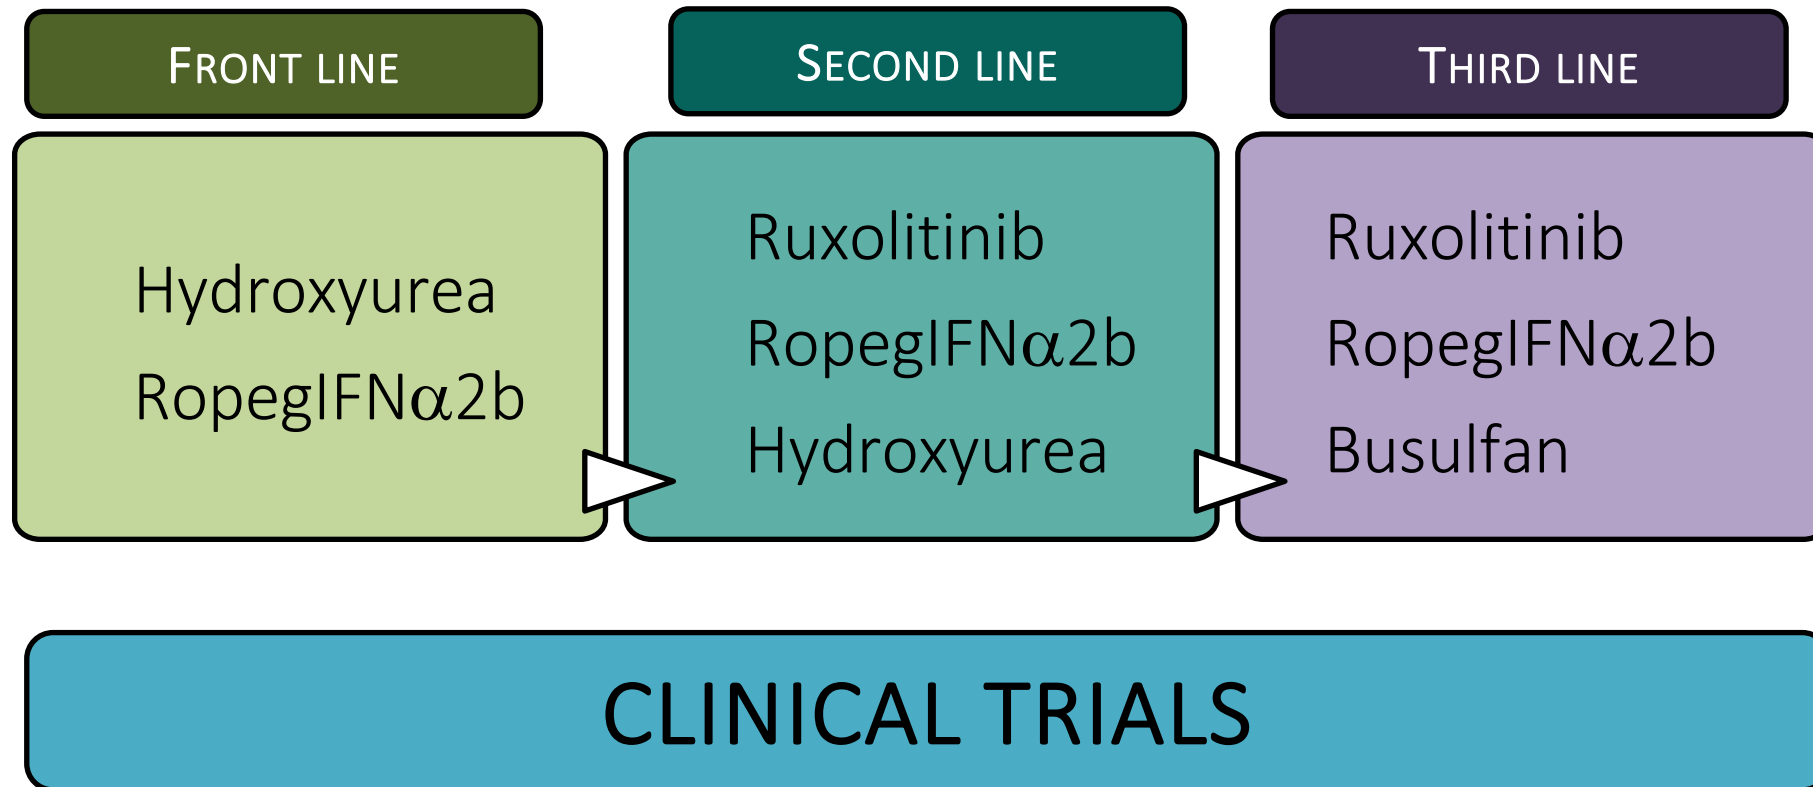 FRONT LINE
Hydroxyurea
RopegIFNα2b
SECOND LINE
Ruxolitinib
RopegIFNα2b
Hydroxyurea
THIRD LINE
Ruxolitinib
RopegIFNα2b
Busulfan
CLINICAL TRIALS